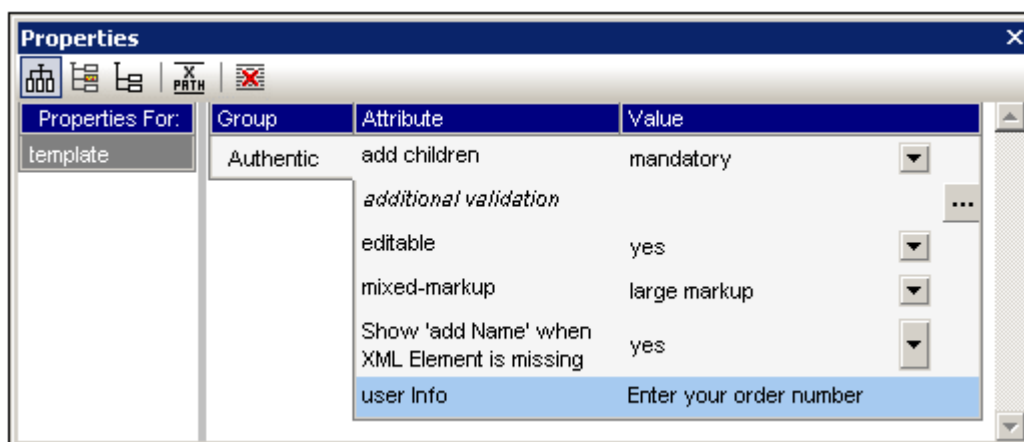 Properties
X
PATH
Properties For:
Group
Attribute
Value
template
Authentic
add children
mandatory
additional validation
...
editable
yes
mixed-markup
large markup
Show 'add Name' when
XML Element is missing
yes
user Info
Enter your order number